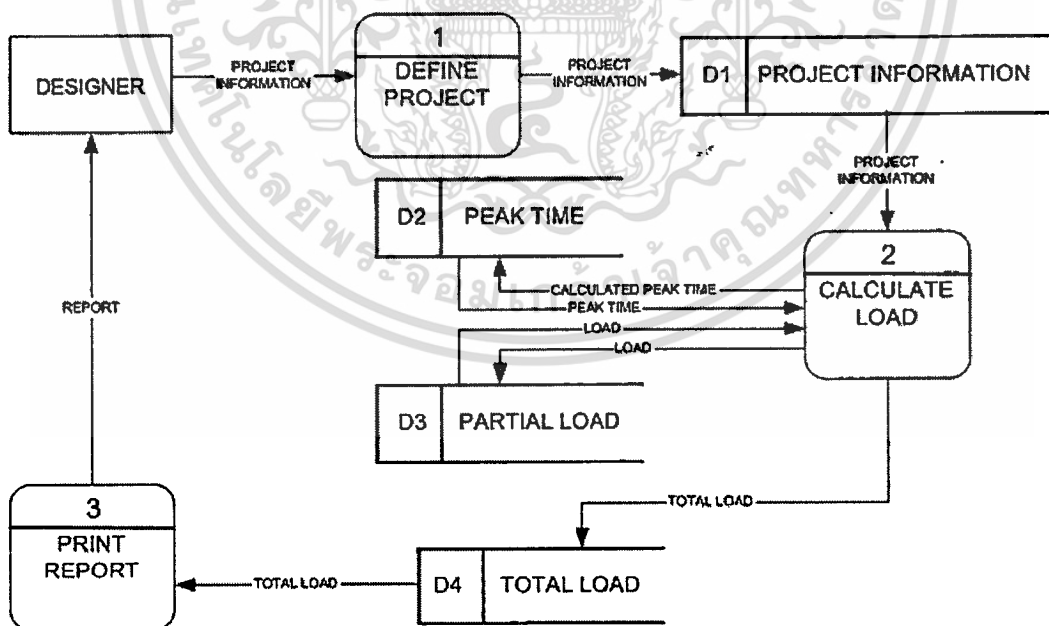 DESIGNER
PROJECT
INFORMATION
1
DEFINE
PROJECT
PROJECT
INFORMATION
D1 PROJECT INFORMATION
PROJECT
INFORMATION
D2 PEAK TIME
2
CALCULATE
LOAD
CALCULATED PEAK TIME
PEAK TIME
LOAD
LOAD
REPORT
D3 PARTIAL LOAD
TOTAL LOAD
3
PRINT
REPORT
TOTAL LOAD
D4 TOTAL LOAD